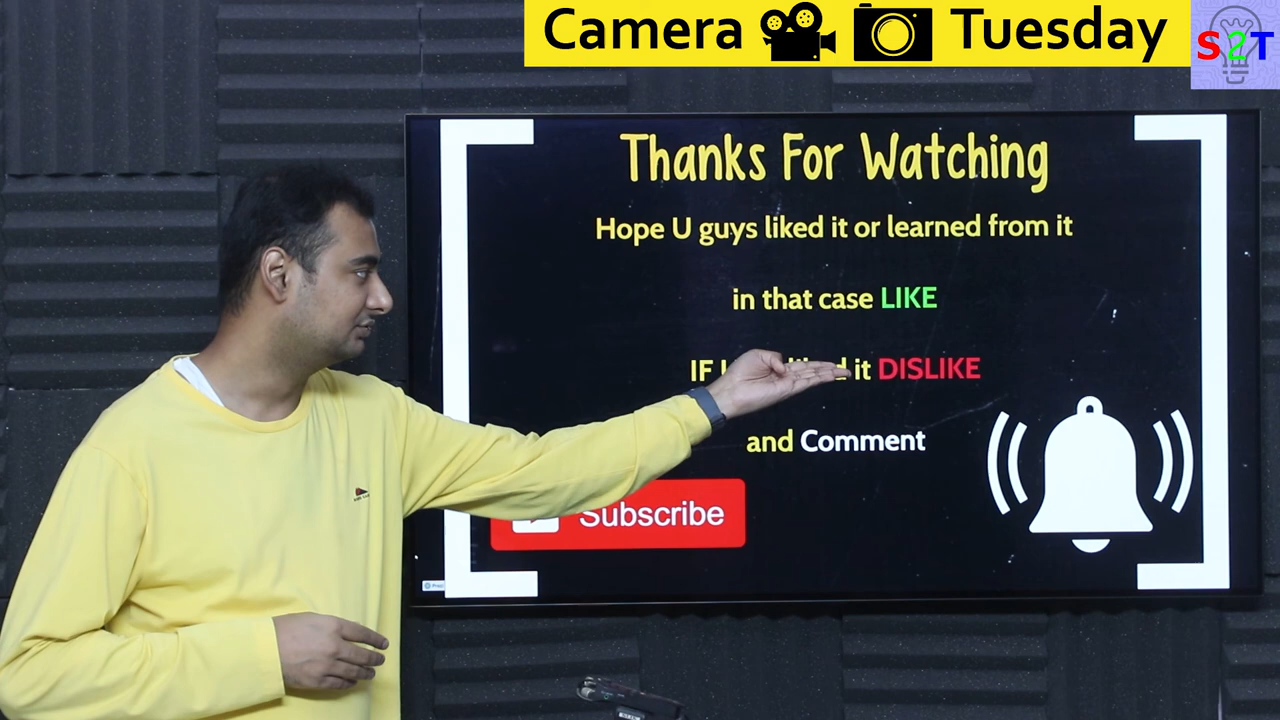 Camera Tuesday
S2T
Thanks For Watching
Hope U guys liked it or learned from it
in that case LIKE
IF it DISLIKE
and Comment
Subscribe